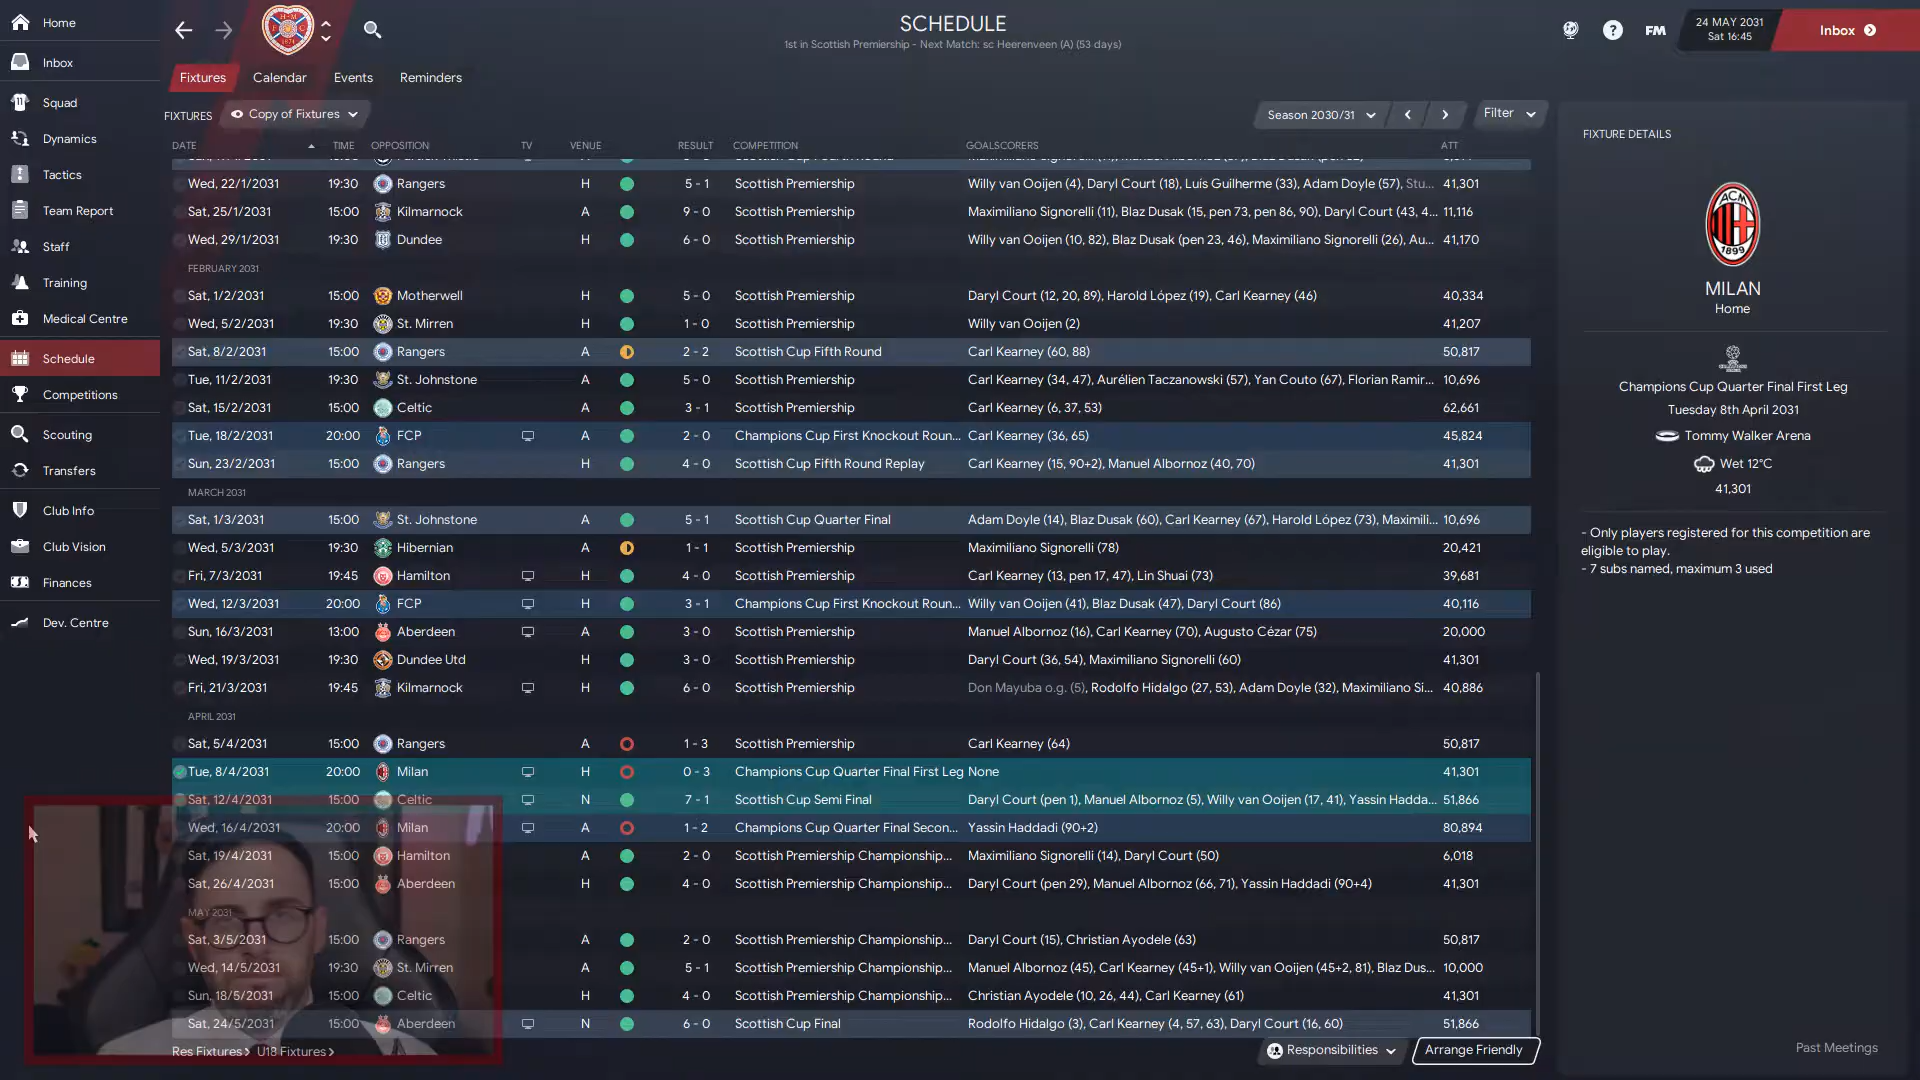 Home
Inbox
Squad
Dynamics
Tactics
Team Report
Staff
Training
Medical Centre
Schedule
Competitions
Scouting
Transfers
Club Info
Club Vision
Finances
Dev. Centre
SCHEDULE
1st in Scottish Premiership - Next Match: sc Heerenveen (A) (53 days)
FM
24 MAY 2031
Sat 16:45
Inbox
Fixtures Calendar Events Reminders
FIXTURES Copy of Fixtures Season 2030/31 Filter
DATE TIME OPPOSITION TV VENUE RESULT COMPETITION GOALSCORERS ATT
Wed, 22/1/2031 19:30 Rangers H 5 - 1 Scottish Premiership Willy van Ooijen (4), Daryl Court (18), Luís Guilherme (33), Adam Doyle (57), Stu... 41,301
Sat, 25/1/2031 15:00 Kilmarnock A 9 - 0 Scottish Premiership Maximiliano Signorelli (11), Blaz Dusak (15, pen 73, pen 86, 90), Daryl Court (43, 4... 11,116
Wed, 29/1/2031 19:30 Dundee H 6 - 0 Scottish Premiership Willy van Ooijen (10, 82), Blaz Dusak (pen 23, 46), Maximiliano Signorelli (26), Au... 41,170
FEBRUARY 2031
Sat, 1/2/2031 15:00 Motherwell H 5 - 0 Scottish Premiership Daryl Court (12, 20, 89), Harold López (19), Carl Kearney (46) 40,334
Wed, 5/2/2031 19:30 St. Mirren H 1 - 0 Scottish Premiership Willy van Ooijen (2) 41,207
Sat, 8/2/2031 15:00 Rangers A 2 - 2 Scottish Cup Fifth Round Carl Kearney (60, 88) 50,817
Tue, 11/2/2031 19:30 St. Johnstone A 5 - 0 Scottish Premiership Carl Kearney (34, 47), Aurélien Taczanowski (57), Yan Couto (67), Florian Ramir... 10,696
Sat, 15/2/2031 15:00 Celtic A 3 - 1 Scottish Premiership Carl Kearney (6, 37, 53) 62,661
Tue, 18/2/2031 20:00 FCP A 2 - 0 Champions Cup First Knockout Roun... Carl Kearney (36, 65) 45,824
Sun, 23/2/2031 15:00 Rangers H 4 - 0 Scottish Cup Fifth Round Replay Carl Kearney (15, 90+2), Manuel Albornoz (40, 70) 41,301
MARCH 2031
Sat, 1/3/2031 15:00 St. Johnstone A 5 - 1 Scottish Cup Quarter Final Adam Doyle (14), Blaz Dusak (60), Carl Kearney (67), Harold López (73), Maximili... 10,696
Wed, 5/3/2031 19:30 Hibernian A 1 - 1 Scottish Premiership Maximiliano Signorelli (78) 20,421
Fri, 7/3/2031 19:45 Hamilton H 4 - 0 Scottish Premiership Carl Kearney (13, pen 17, 47), Lin Shuai (73) 39,681
Wed, 12/3/2031 20:00 FCP H 3 - 1 Champions Cup First Knockout Roun... Willy van Ooijen (41), Blaz Dusak (47), Daryl Court (86) 40,116
Sun, 16/3/2031 13:00 Aberdeen A 3 - 0 Scottish Premiership Manuel Albornoz (16), Carl Kearney (70), Augusto Cézar (75) 20,000
Wed, 19/3/2031 19:30 Dundee Utd H 3 - 0 Scottish Premiership Daryl Court (36, 54), Maximiliano Signorelli (60) 41,301
Fri, 21/3/2031 19:45 Kilmarnock H 6 - 0 Scottish Premiership Don Mayuba o.g. (5), Rodolfo Hidalgo (27, 53), Adam Doyle (32), Maximiliano Si... 40,886
APRIL 2031
Sat, 5/4/2031 15:00 Rangers A 1 - 3 Scottish Premiership Carl Kearney (64) 50,817
Tue, 8/4/2031 20:00 Milan H 0 - 3 Champions Cup Quarter Final First Leg None 41,301
Sat, 12/4/2031 15:00 Celtic N 7 - 1 Scottish Cup Semi Final Daryl Court (pen 1), Manuel Albornoz (5), Willy van Ooijen (17, 41), Yassin Hadda... 51,866
Wed, 16/4/2031 20:00 Milan A 1 - 2 Champions Cup Quarter Final Secon... Yassin Haddadi (90+2) 80,894
Sat, 19/4/2031 15:00 Hamilton A 2 - 0 Scottish Premiership Championship... Maximiliano Signorelli (14), Daryl Court (50) 6,018
Sat, 26/4/2031 15:00 Aberdeen H 4 - 0 Scottish Premiership Championship... Daryl Court (pen 29), Manuel Albornoz (66, 71), Yassin Haddadi (90+4) 41,301
MAY 2031
Sat, 3/5/2031 15:00 Rangers A 2 - 0 Scottish Premiership Championship... Daryl Court (15), Christian Ayodele (63) 50,817
Wed, 14/5/2031 19:30 St. Mirren A 5 - 1 Scottish Premiership Championship... Manuel Albornoz (45), Carl Kearney (45+1), Willy van Ooijen (45+2, 81), Blaz Dus... 10,000
Sun, 18/5/2031 15:00 Celtic H 4 - 0 Scottish Premiership Championship... Christian Ayodele (10, 26, 44), Carl Kearney (61) 41,301
Sat, 24/5/2031 15:00 Aberdeen N 6 - 0 Scottish Cup Final Rodolfo Hidalgo (3), Carl Kearney (4, 57, 63), Daryl Court (16, 60) 51,866
Res Fixtures> U18 Fixtures>
Responsibilities Arrange Friendly
FIXTURE DETAILS
ACM
1899
MILAN
Home
Champions Cup Quarter Final First Leg
Tuesday 8th April 2031
Tommy Walker Arena
Wet 12°C
41,301
- Only players registered for this competition are
eligible to play.
- 7 subs named, maximum 3 used
Past Meetings